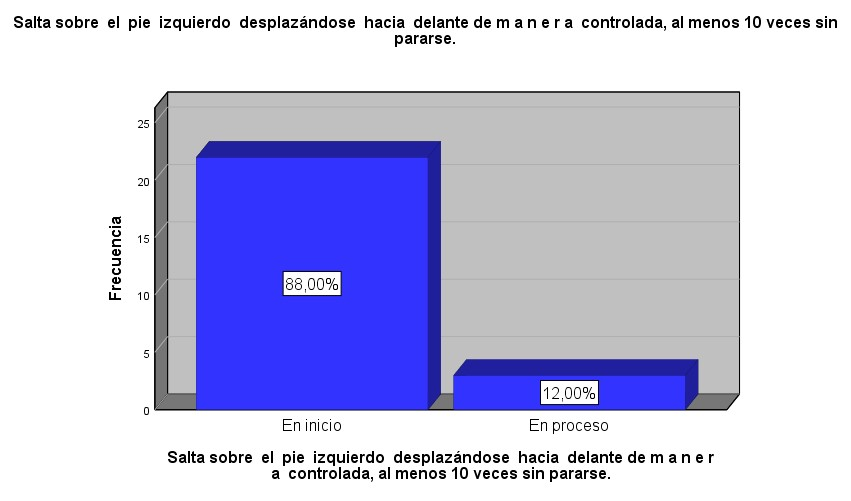 Salta sobre el pie izquierdo desplazándose hacia delante de m a n e r a controlada, al menos 10 veces sin
pararse.
25
20
15
10
5
0
Frecuencia
88,00%
12,00%
En inicio
En proceso
Salta sobre el pie izquierdo desplazándose hacia delante de m a n e r
a controlada, al menos 10 veces sin pararse.